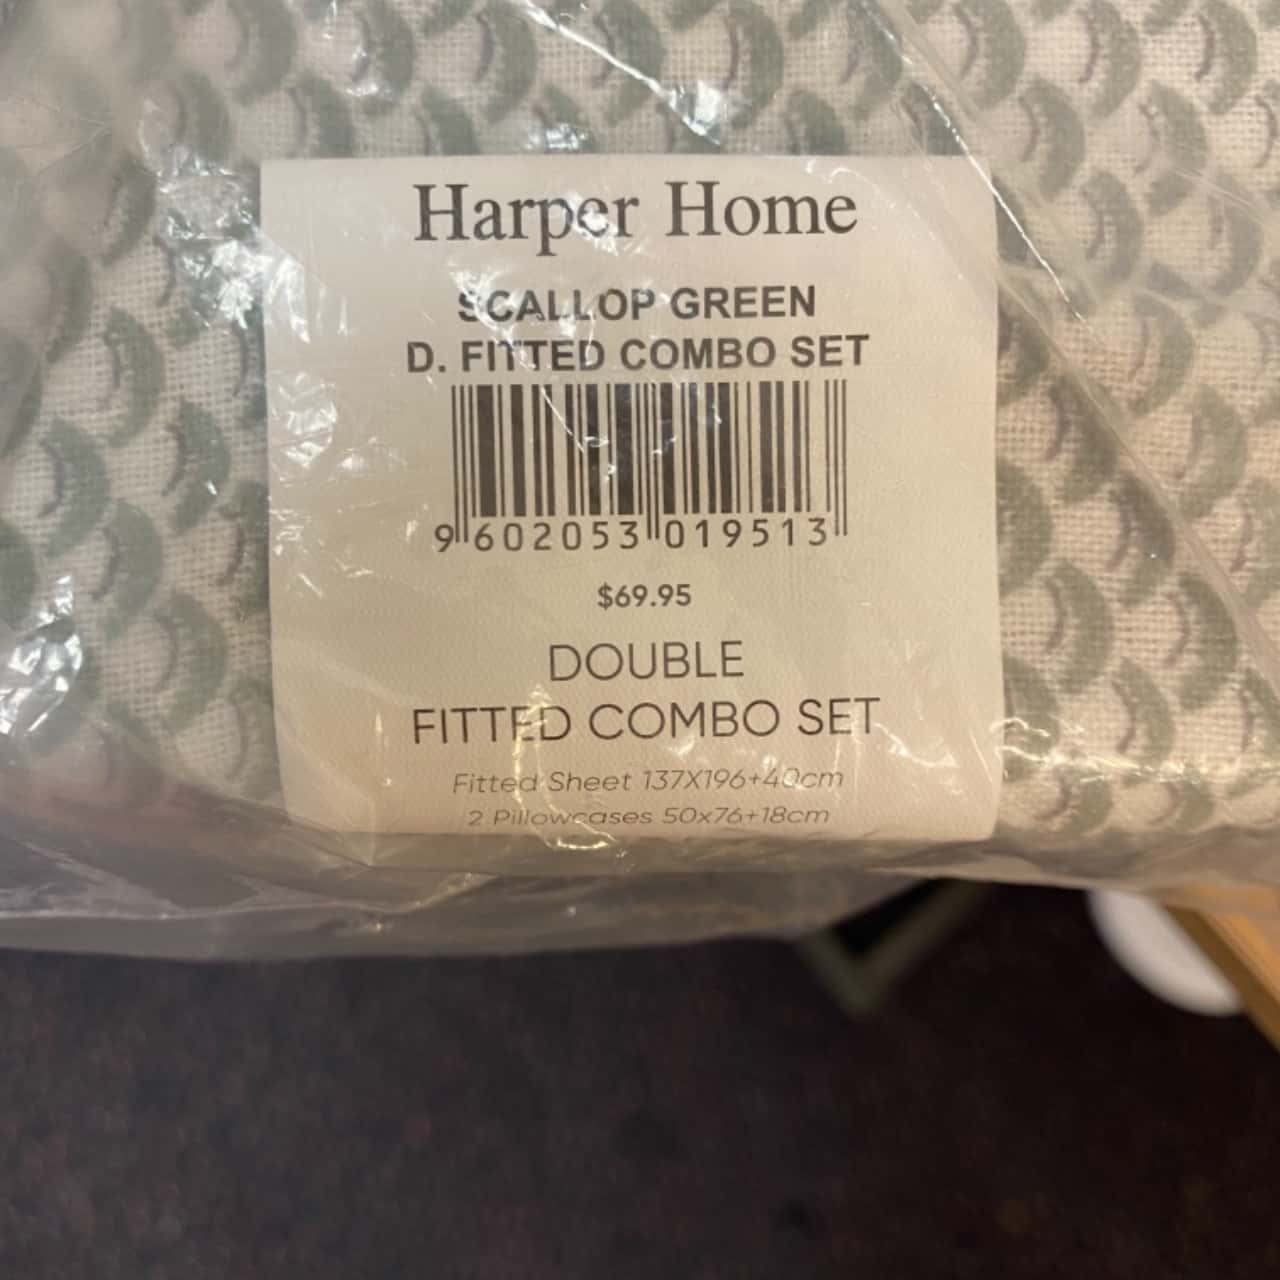 Harper Home
SCALLOP GREEN
D. FITTED COMBO SET
9 602053 019513
$69.95
DOUBLE
FITTED COMBO SET
Fitted Sheet 137X196+40cm
2 Pillowcases 50x76+18cm